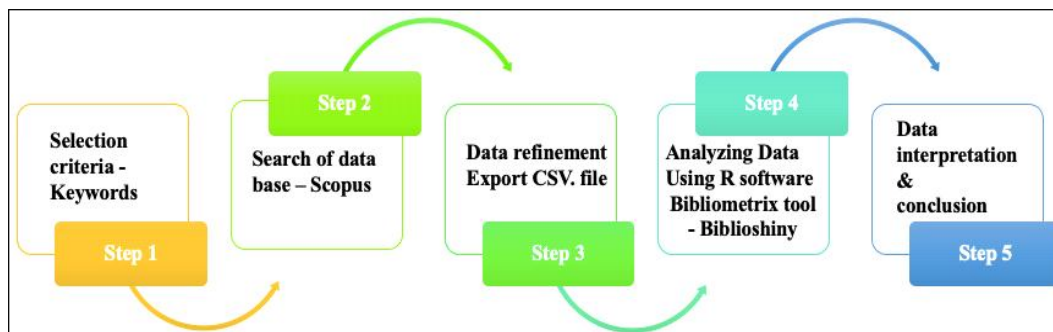 Selection
criteria -
Keywords
Step 1
Step 2
Search of data
base – Scopus
Data refinement
Export CSV. file
Step 3
Step 4
Analyzing Data
Using R software
Bibliometrix tool
- Biblioshiny
Data
interpretation
&
conclusion
Step 5